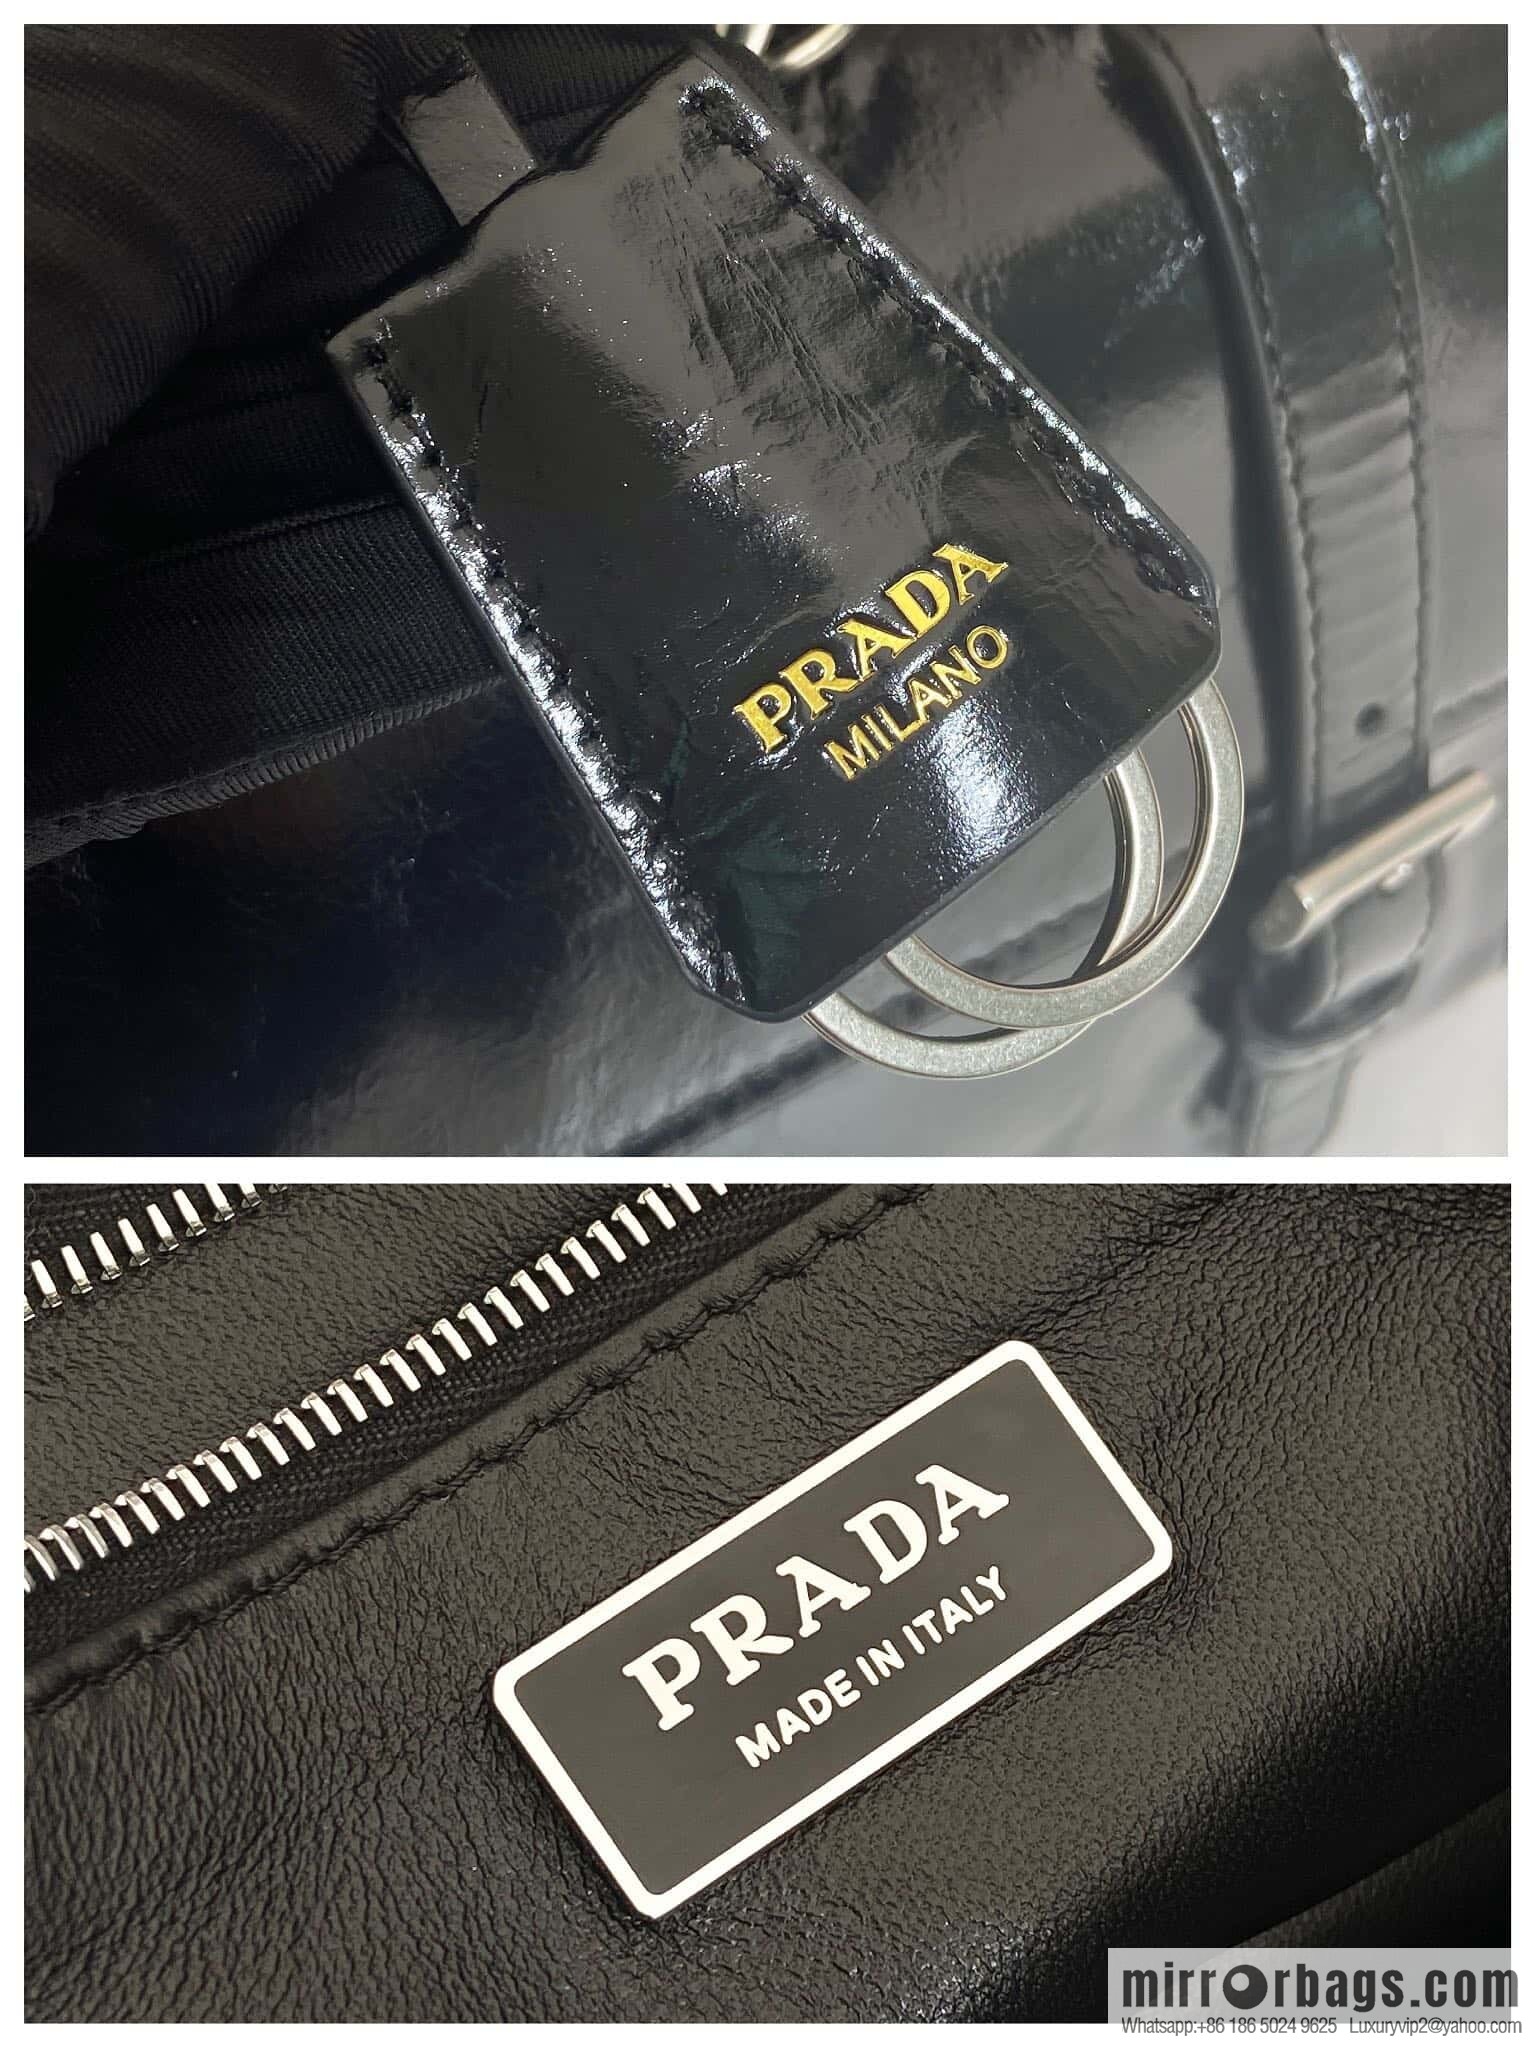 PRADA
MILANO
PRADA
MADE IN ITALY
mirrorbags.com
Whatsapp:+86 186 5024 9625 Luxuryvip2@yahoo.com